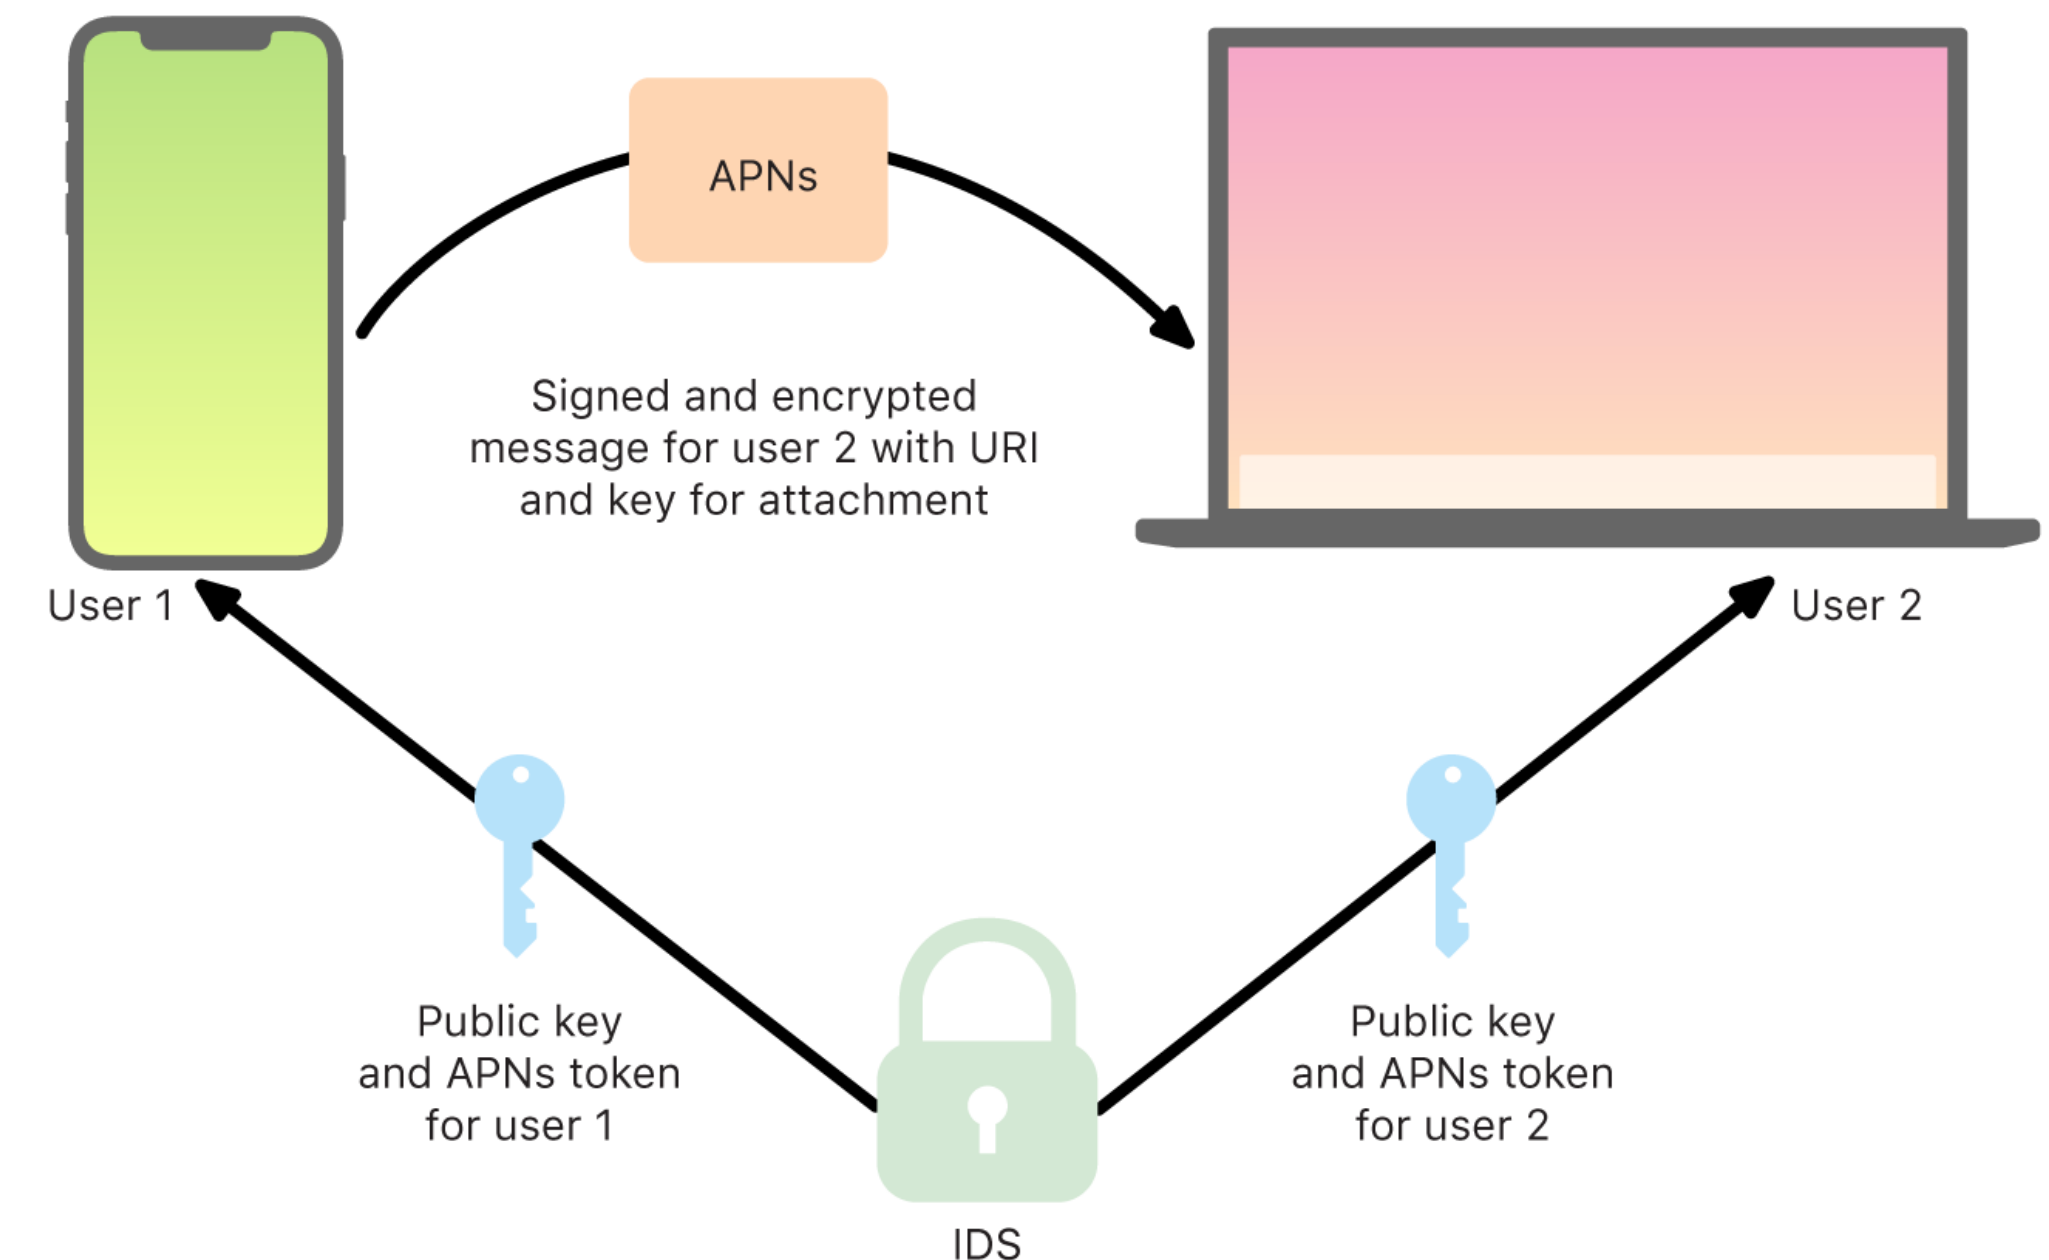 APNs
Signed and encrypted
message for user 2 with URI
and key for attachment
User 1
User 2
Public key
and APNs token
for user 1
Public key
and APNs token
for user 2
IDS